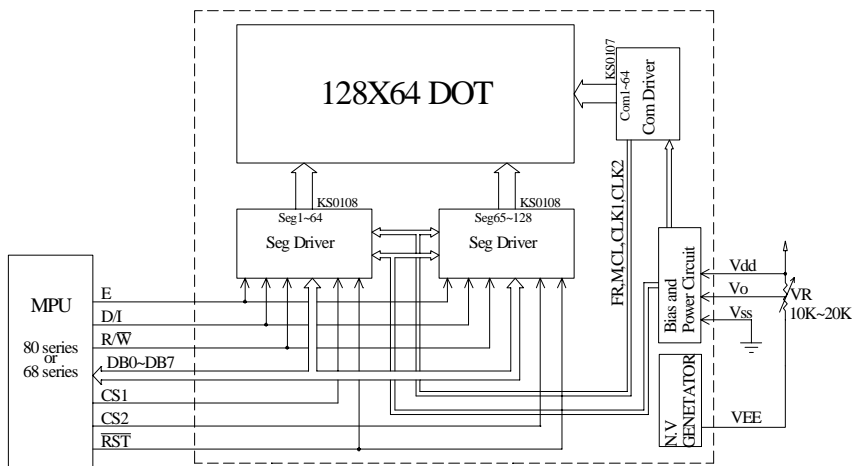 128X64 DOT
KS0107
Com1~64
Com Driver
KS0108
KS0108
Seg1~64
Seg Driver
Seg65~128
Seg Driver
FR,M,CL,CLK1,CLK2
MPU
80 series
or
68 series
E
D/I
R/W̅
DB0~DB7
CS1
CS2
R̅S̅T̅
Bias and
Power Circuit
Vdd
Vo
Vss
VR
10K~20K
N.V
GENETATOR
VEE